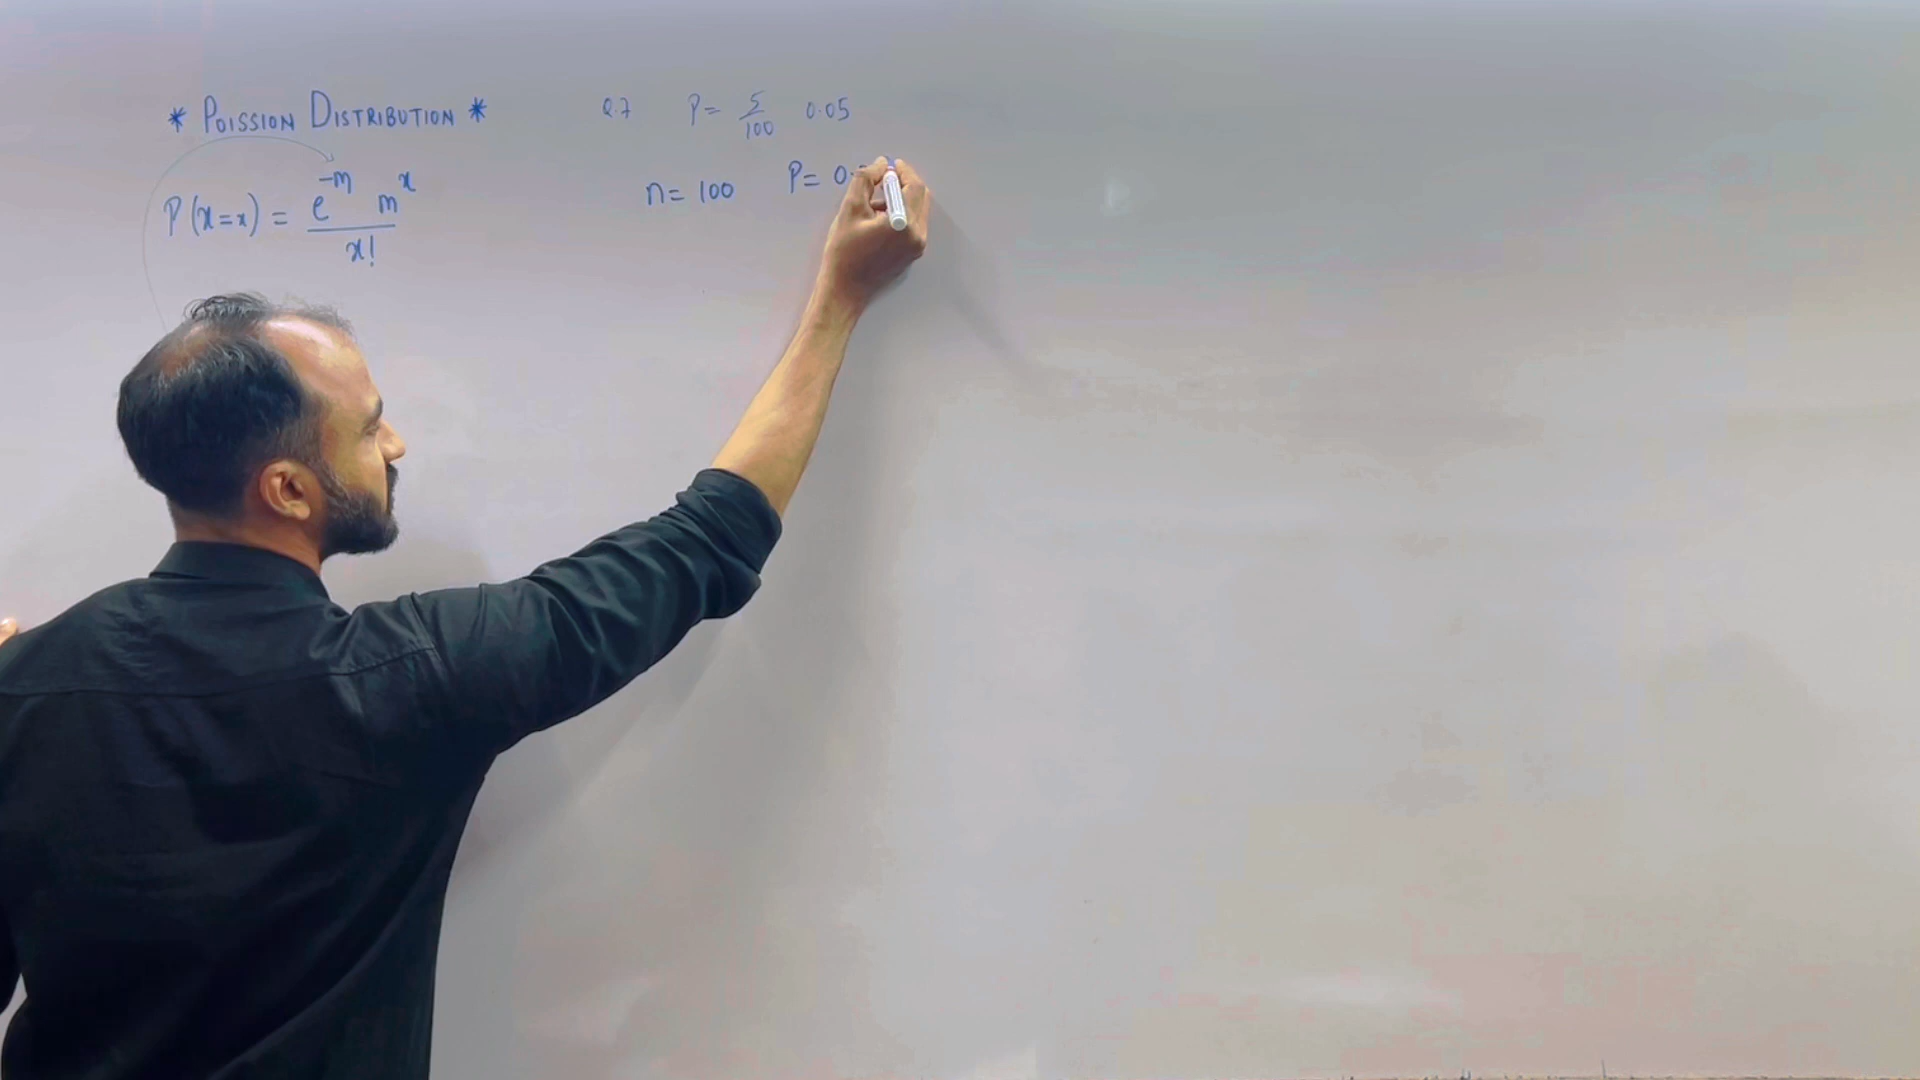 * POISSION DISTRIBUTION *
P(x=x) = e^-m m^x / x!
Q.7 P= 5/100 0.05
n= 100 P= 0.